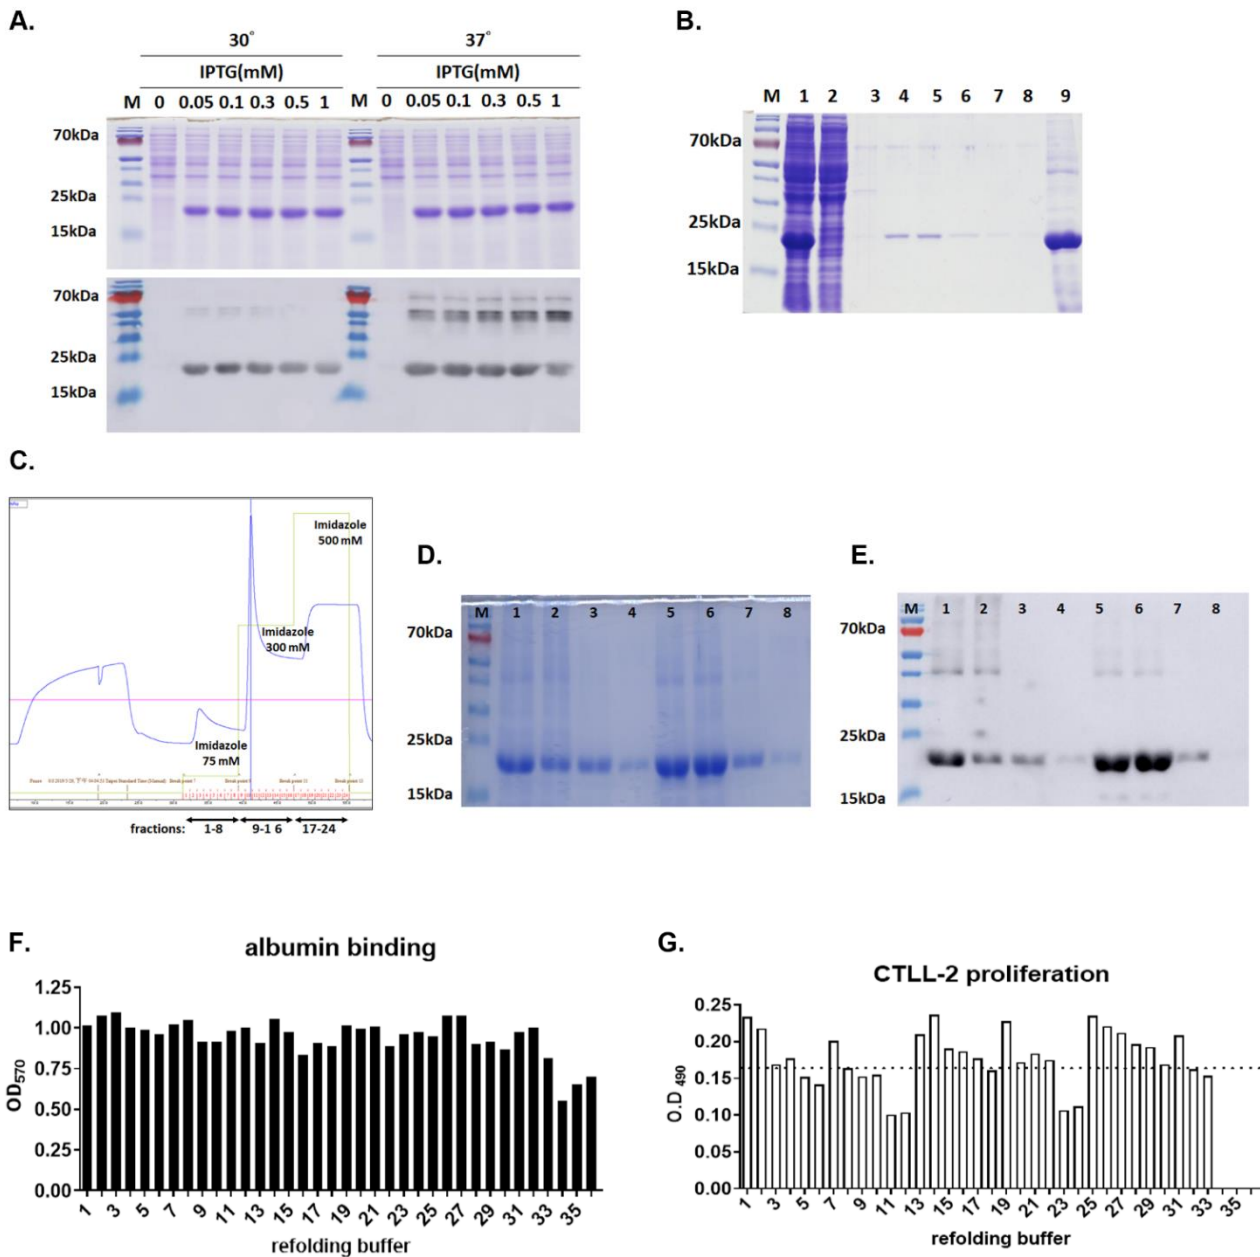 A.
30°
37°
IPTG(mM)
IPTG(mM)
M 0 0.05 0.1 0.3 0.5 1 M 0 0.05 0.1 0.3 0.5 1
70kDa
25kDa
15kDa
70kDa
25kDa
15kDa
B.
M 1 2 3 4 5 6 7 8 9
70kDa
25kDa
15kDa
C.
Imidazole
500 mM
Imidazole
300 mM
Imidazole
75 mM
fractions: 1-8 9-1 6 17-24
D.
M 1 2 3 4 5 6 7 8
70kDa
25kDa
15kDa
E.
M 1 2 3 4 5 6 7 8
70kDa
25kDa
15kDa
F.
albumin binding
OD570
1.25
1.00
0.75
0.50
0.25
0.00
1 3 5 7 9 11 13 15 17 19 21 23 25 27 29 31 33 35
refolding buffer
G.
CTLL-2 proliferation
O.D 490
0.25
0.20
0.15
0.10
0.05
0.00
1 3 5 7 9 11 13 15 17 19 21 23 25 27 29 31 33 35
refolding buffer